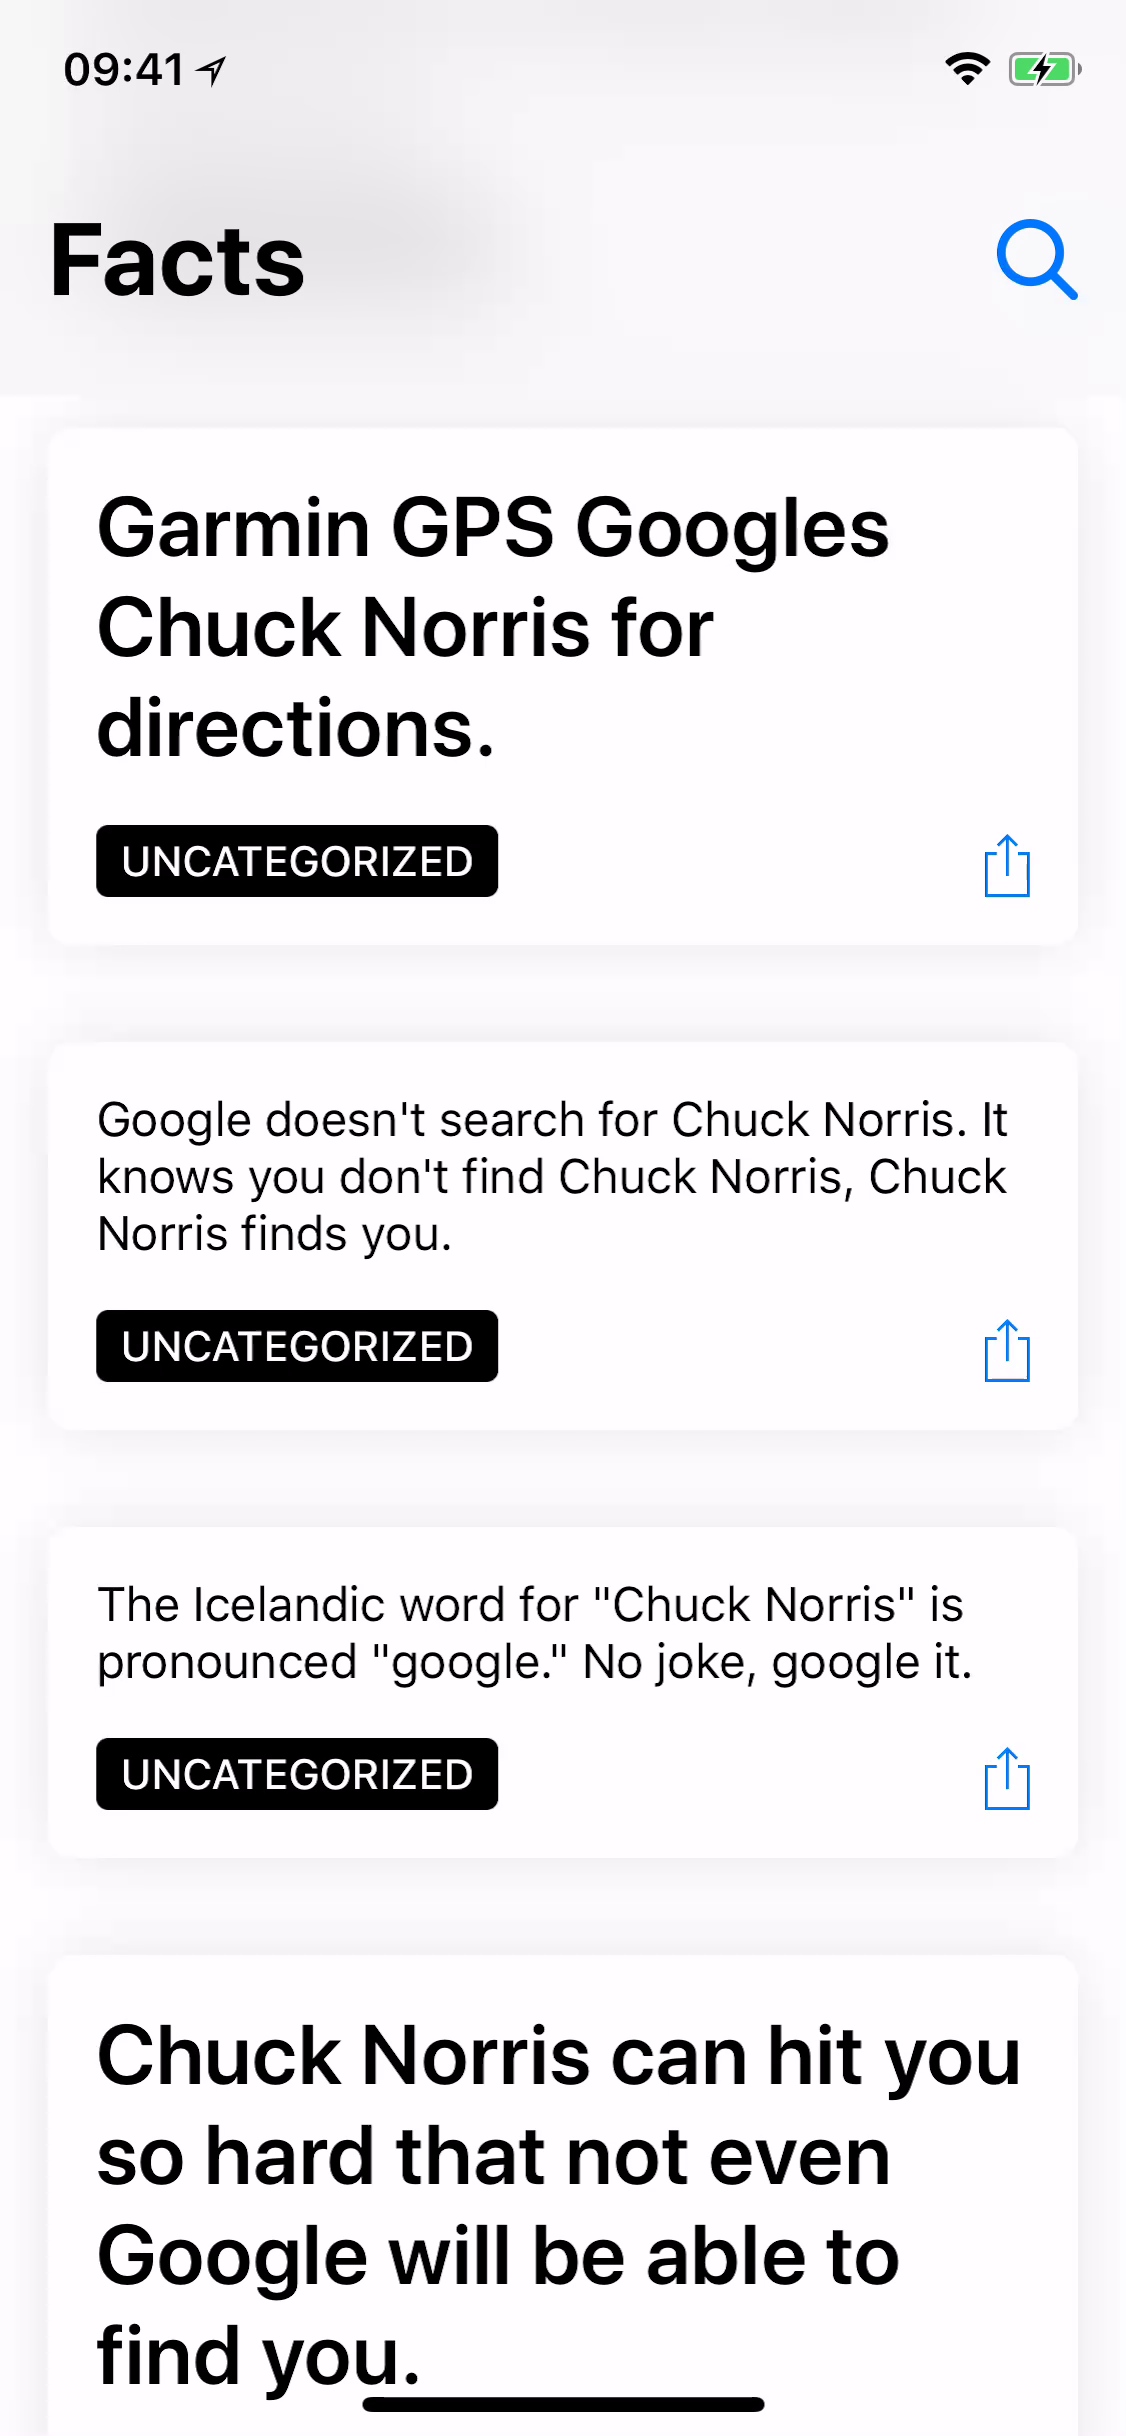 09:41
Facts
Garmin GPS Googles
Chuck Norris for
directions.
UNCATEGORIZED
Google doesn't search for Chuck Norris. It
knows you don't find Chuck Norris, Chuck
Norris finds you.
UNCATEGORIZED
The Icelandic word for "Chuck Norris" is
pronounced "google." No joke, google it.
UNCATEGORIZED
Chuck Norris can hit you
so hard that not even
Google will be able to
find you.